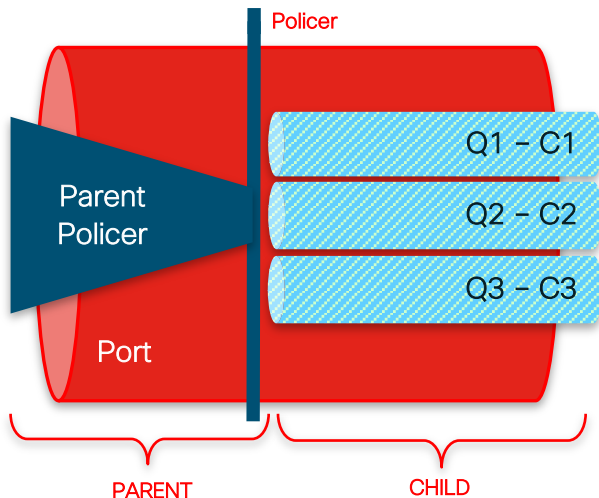 Policer
Q1 – C1
Parent
Policer
Q2 – C2
Q3 – C3
Port
PARENT
CHILD